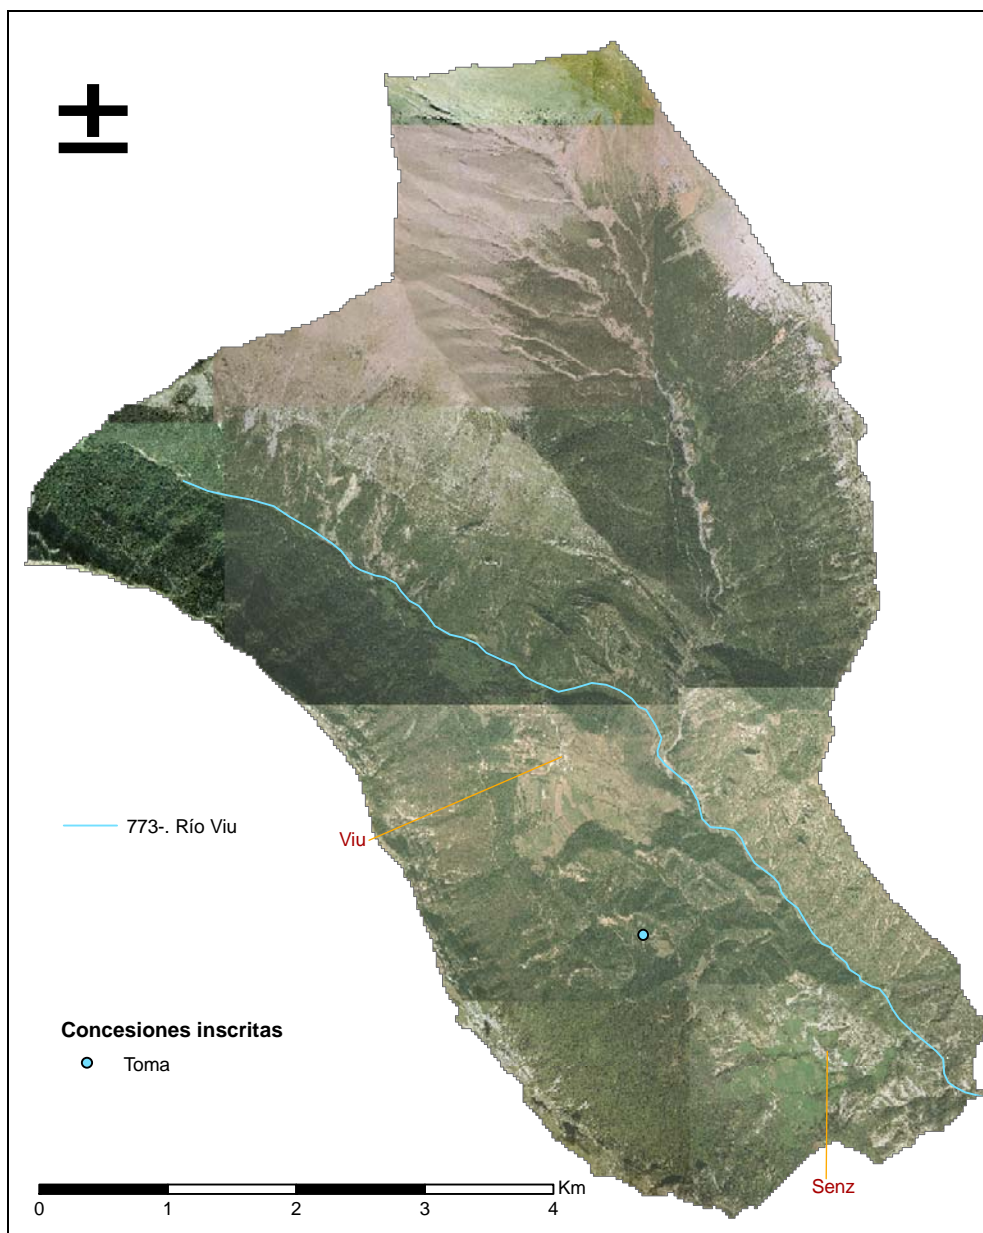 773-. Río Viu
Viu
Concesiones inscritas
Toma
Senz
Km
0 1 2 3 4